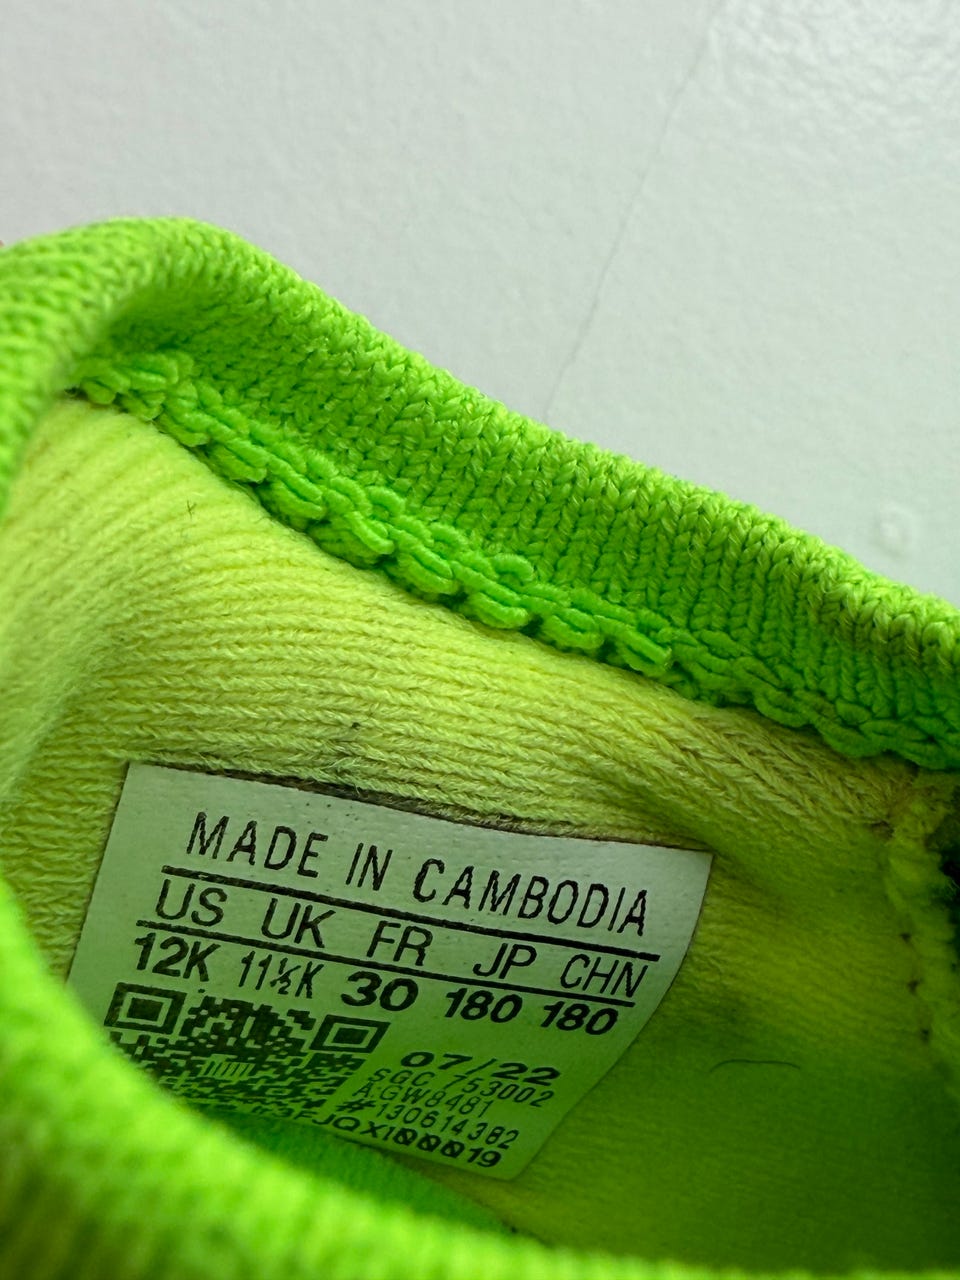 MADE IN CAMBODIA
US UK FR JP CHN
12K 11½K 30 180 180
07/22
SGC 753002
A:GW8481
#130614382